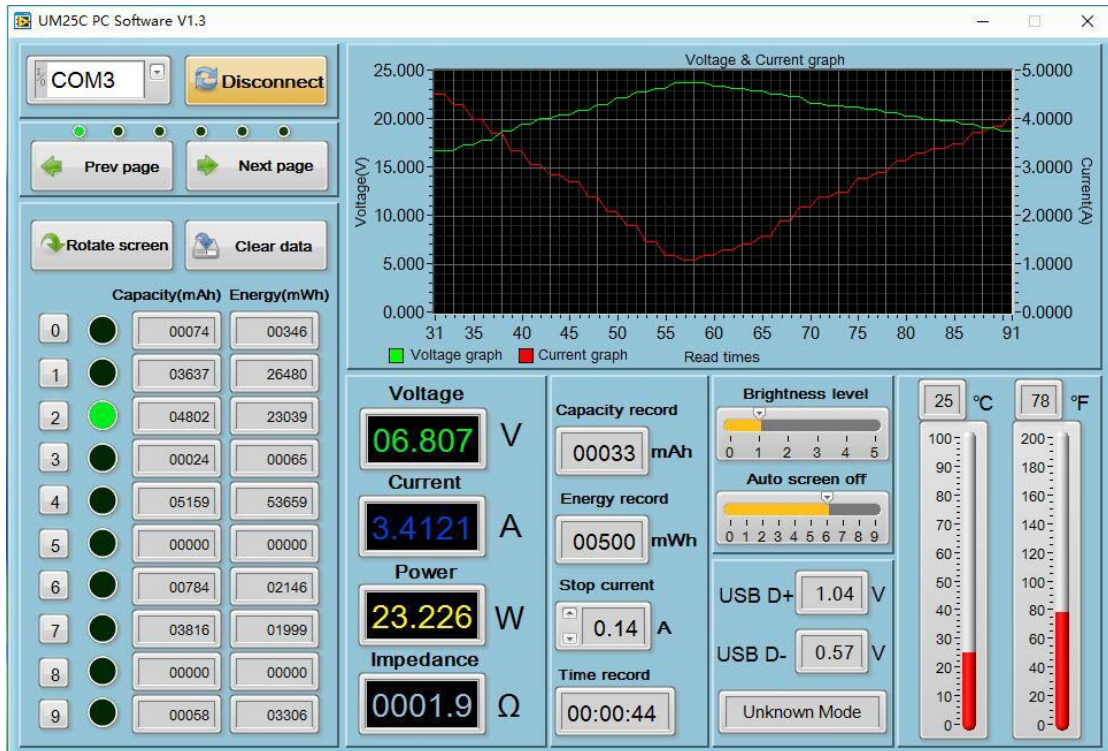 UM25C PC Software V1.3
COM3
Disconnect
Prev page
Next page
Rotate screen
Clear data
Capacity(mAh) Energy(mWh)
0 00074 00346
1 03637 26480
2 04802 23039
3 00024 00065
4 05159 53659
5 00000 00000
6 00784 02146
7 03816 01999
8 00000 00000
9 00058 03306
Voltage & Current graph
25.000 5.0000
20.000 4.0000
15.000 3.0000
10.000 2.0000
5.000 1.0000
0.000 0.0000
Voltage(V)
Current(A)
31 35 40 45 50 55 60 65 70 75 80 85 91
Voltage graph Current graph Read times
Voltage
06.807 V
Current
3.4121 A
Power
23.226 W
Impedance
0001.9 Ω
Capacity record
00033 mAh
Energy record
00500 mWh
Stop current
0.14 A
Time record
00:00:44
Brightness level
0 1 2 3 4 5
Auto screen off
0 1 2 3 4 5 6 7 8 9
USB D+ 1.04 V
USB D- 0.57 V
Unknown Mode
25 °C 78 °F
100 200
90 180
80 160
70 140
60 120
50 100
40 80
30 60
20 40
10 20
0 0